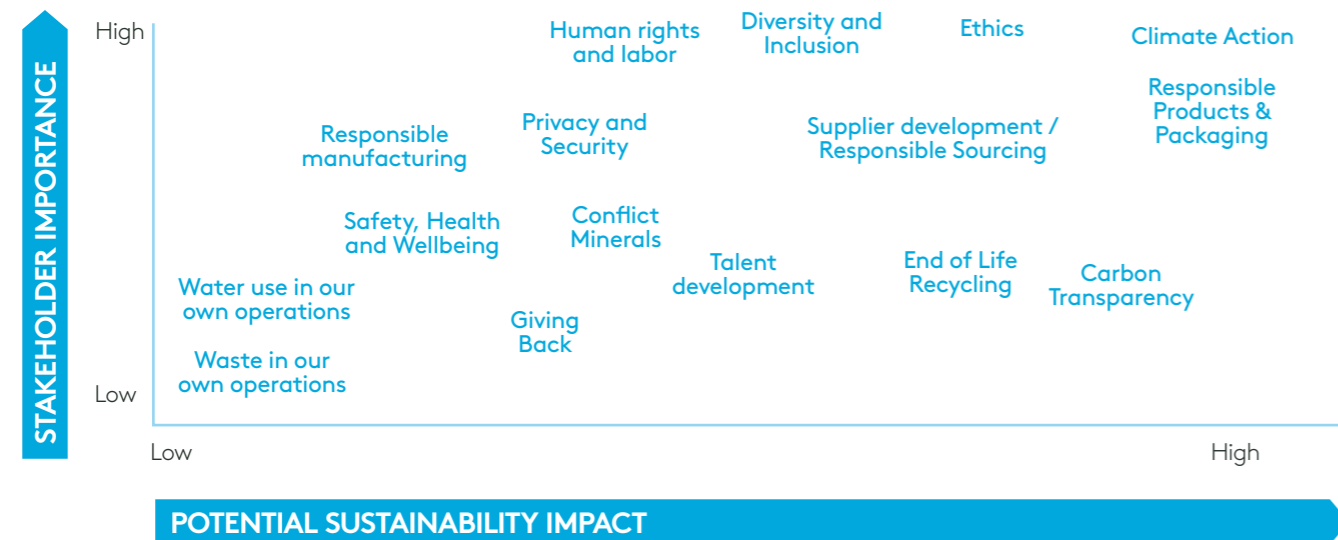 STAKEHOLDER IMPORTANCE
High
Human rights
and labor
Diversity and
Inclusion
Ethics
Climate Action
Responsible
Products &
Packaging
Responsible
manufacturing
Privacy and
Security
Supplier development /
Responsible Sourcing
Safety, Health
and Wellbeing
Conflict
Minerals
Talent
development
End of Life
Recycling
Carbon
Transparency
Water use in our
own operations
Giving
Back
Waste in our
own operations
Low
Low
High
POTENTIAL SUSTAINABILITY IMPACT